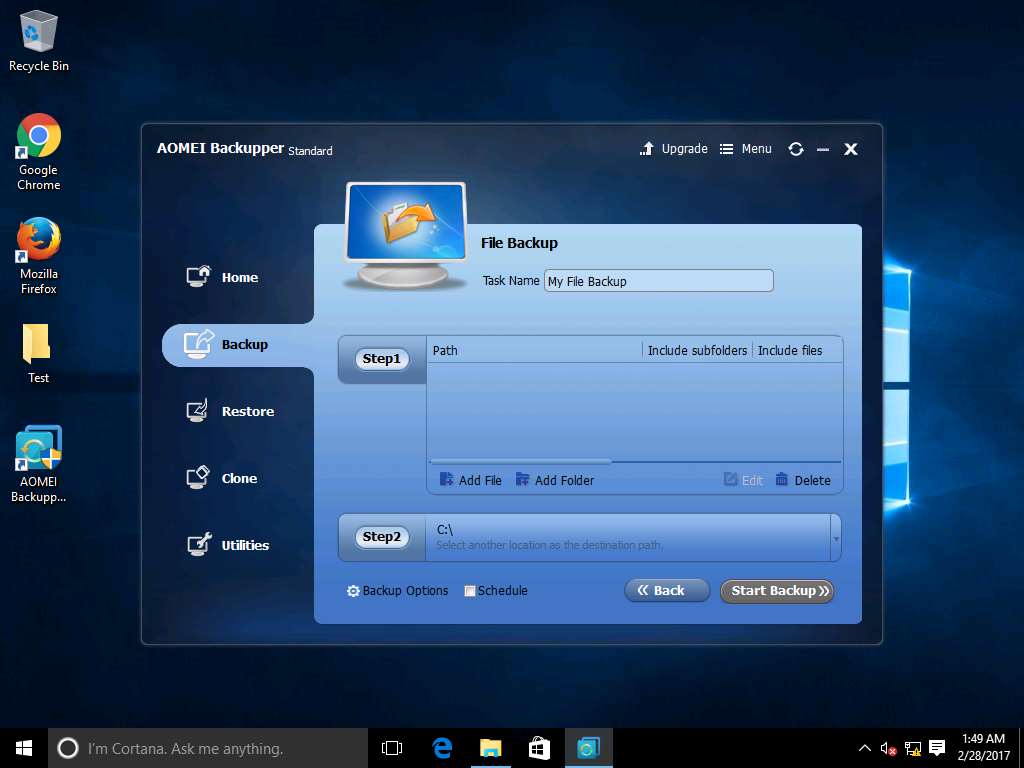 Recycle Bin
Google
Chrome
Mozilla
Firefox
Test
AOMEI
Backupp...
AOMEI Backupper Standard
Upgrade
Menu
Home
Backup
Restore
Clone
Utilities
File Backup
Task Name My File Backup
Step1
Path Include subfolders Include files
Add File Add Folder Edit Delete
Step2
C:\
Select another location as the destination path.
Backup Options Schedule Back Start Backup
I'm Cortana. Ask me anything.
1:49 AM
2/28/2017